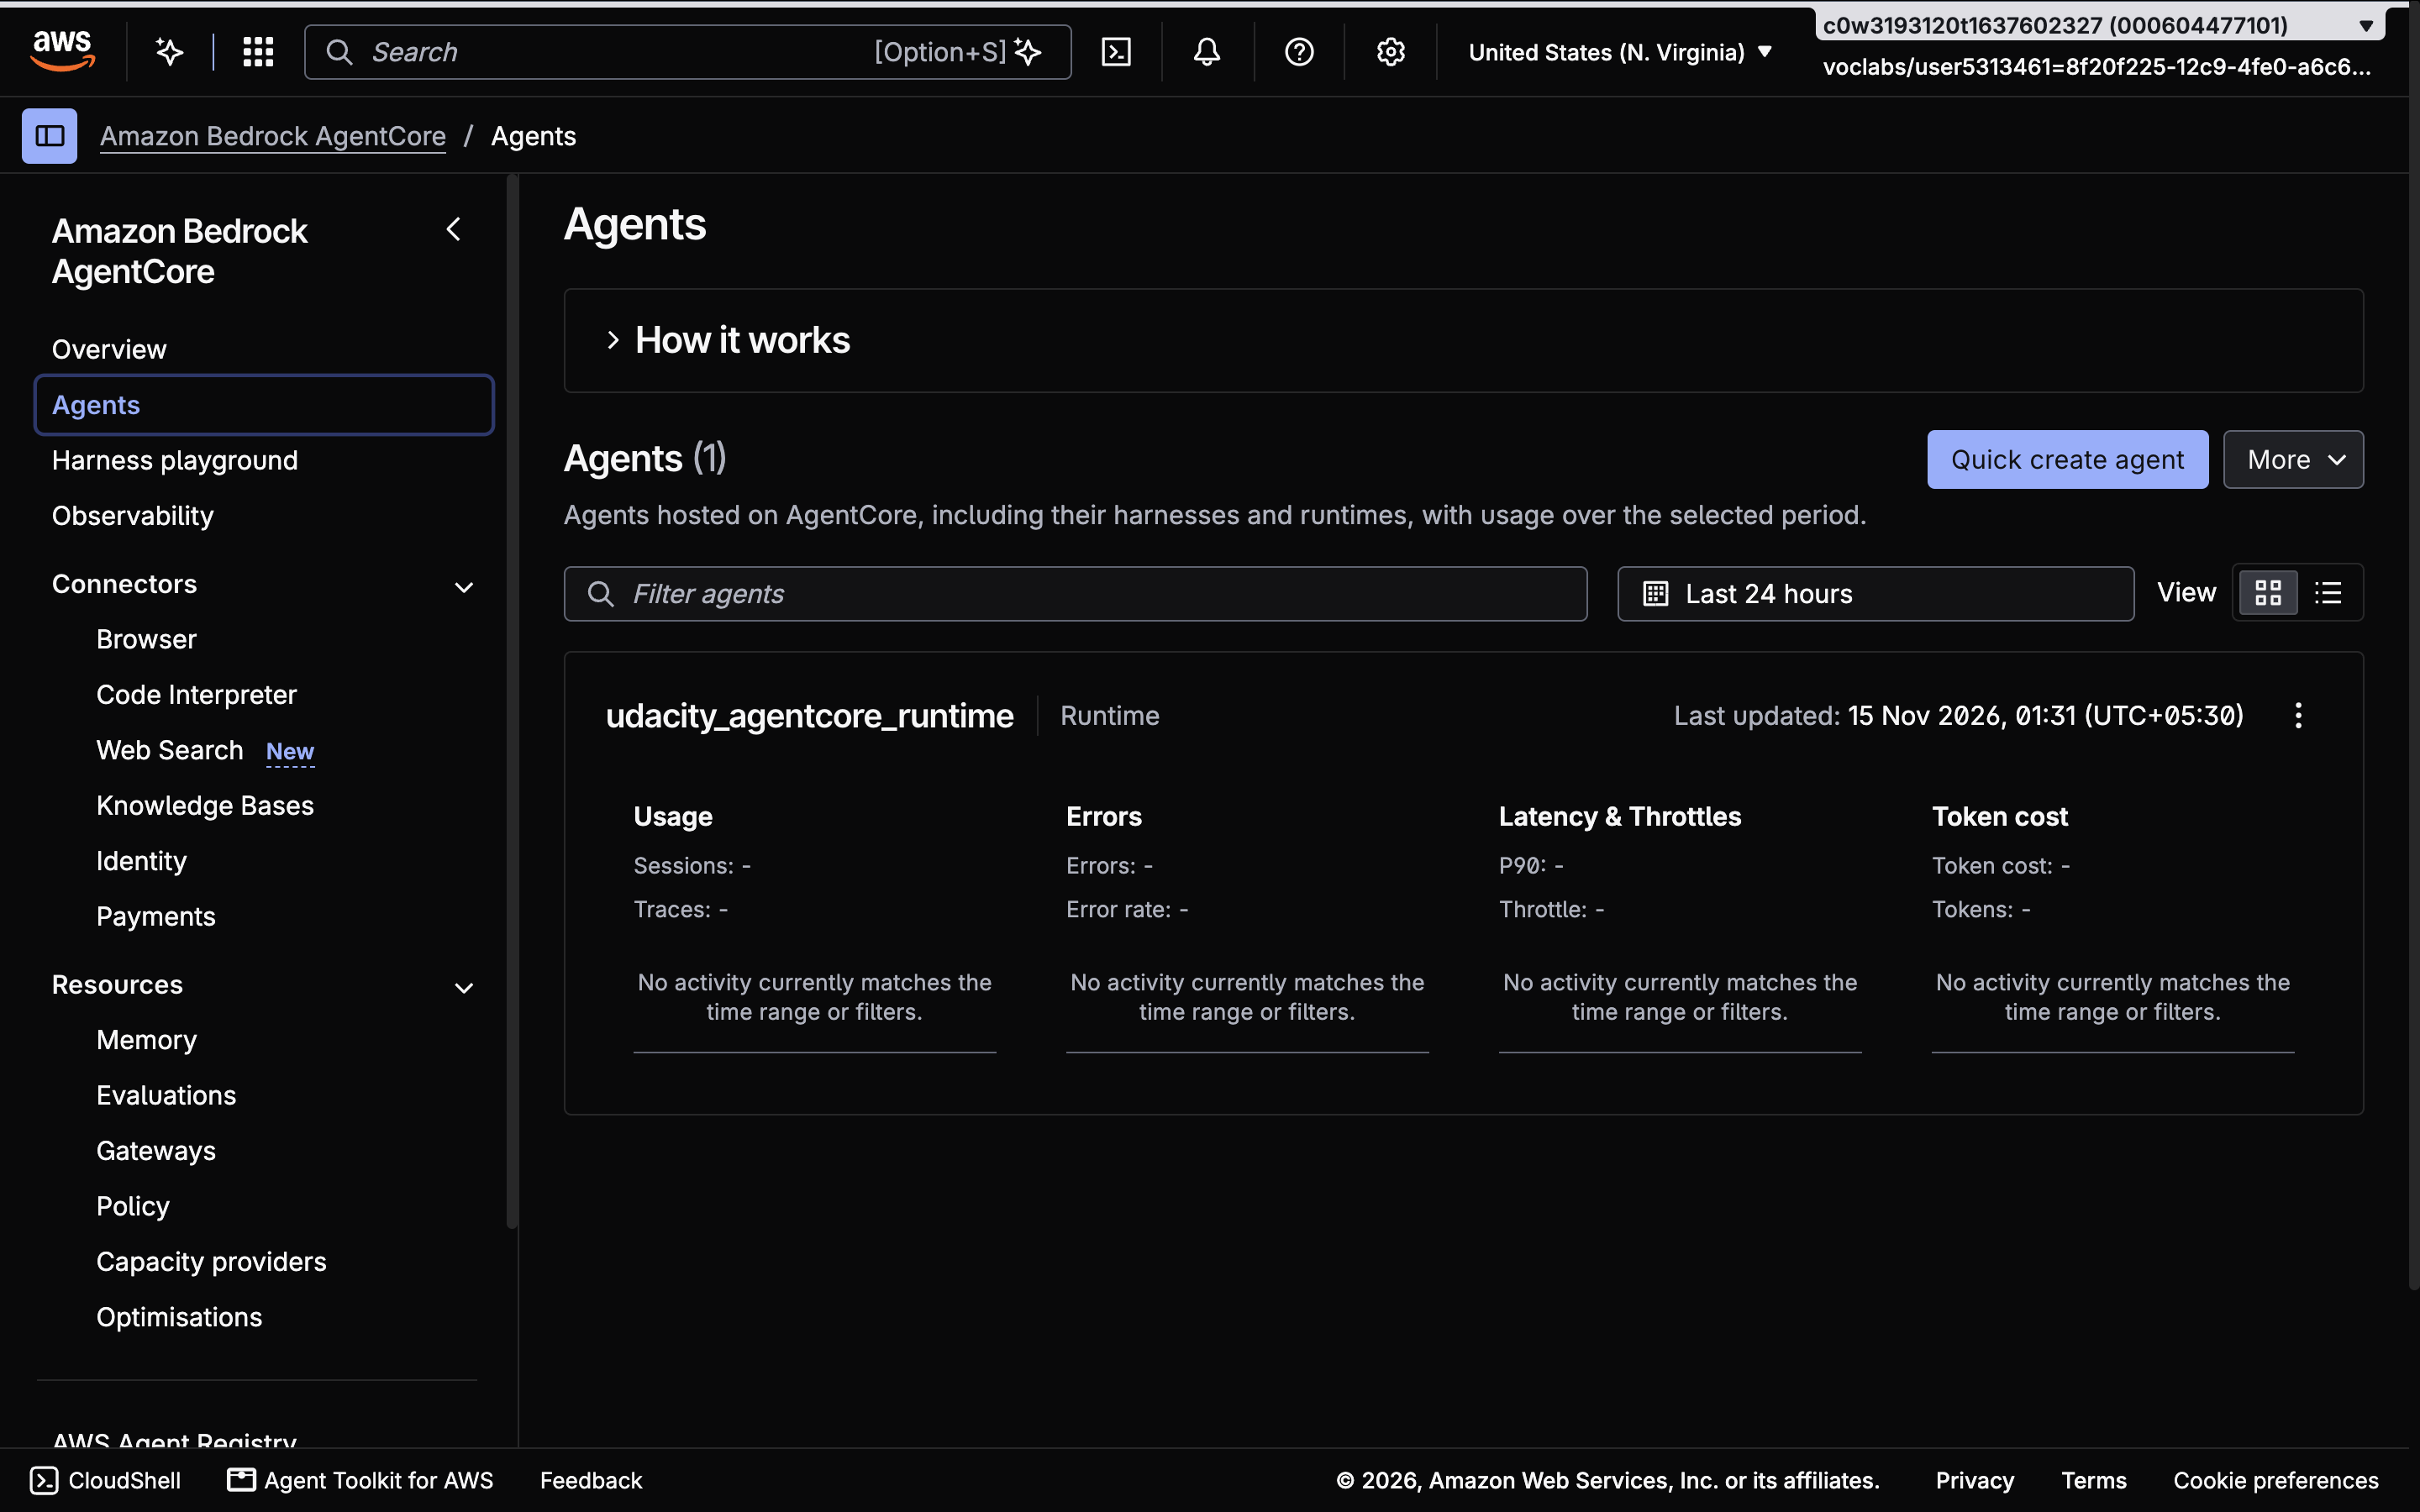 aws
Search
[Option+S]
United States (N. Virginia)
c0w3193120t1637602327 (000604477101)
voclabs/user5313461=8f20f225-12c9-4fe0-a6c6...
Amazon Bedrock AgentCore / Agents
Amazon Bedrock
AgentCore
Overview
Agents
Harness playground
Observability
Connectors
Browser
Code Interpreter
Web Search New
Knowledge Bases
Identity
Payments
Resources
Memory
Evaluations
Gateways
Policy
Capacity providers
Optimisations
AWS Agent Registry
Agents
How it works
Agents (1)
Quick create agent
More
Agents hosted on AgentCore, including their harnesses and runtimes, with usage over the selected period.
Filter agents
Last 24 hours
View
udacity_agentcore_runtime
Runtime
Last updated: 15 Nov 2026, 01:31 (UTC+05:30)
Usage
Sessions: -
Traces: -
No activity currently matches the
time range or filters.
Errors
Errors: -
Error rate: -
No activity currently matches the
time range or filters.
Latency & Throttles
P90: -
Throttle: -
No activity currently matches the
time range or filters.
Token cost
Token cost: -
Tokens: -
No activity currently matches the
time range or filters.
CloudShell
Agent Toolkit for AWS
Feedback
© 2026, Amazon Web Services, Inc. or its affiliates.
Privacy
Terms
Cookie preferences